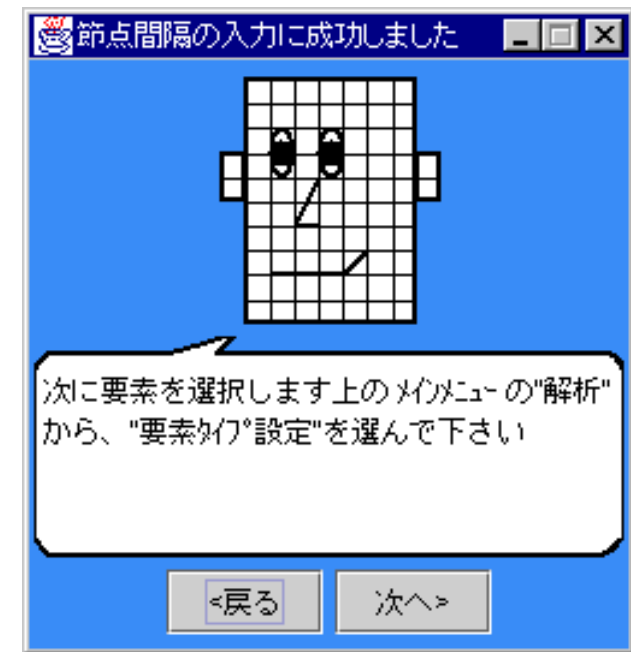 節点間隔の入力に成功しました
次に要素を選択します上のﾒｲﾝﾒﾆｭｰの"解析"
から、"要素ﾀｲﾌﾟ設定"を選んで下さい
<戻る
次へ>